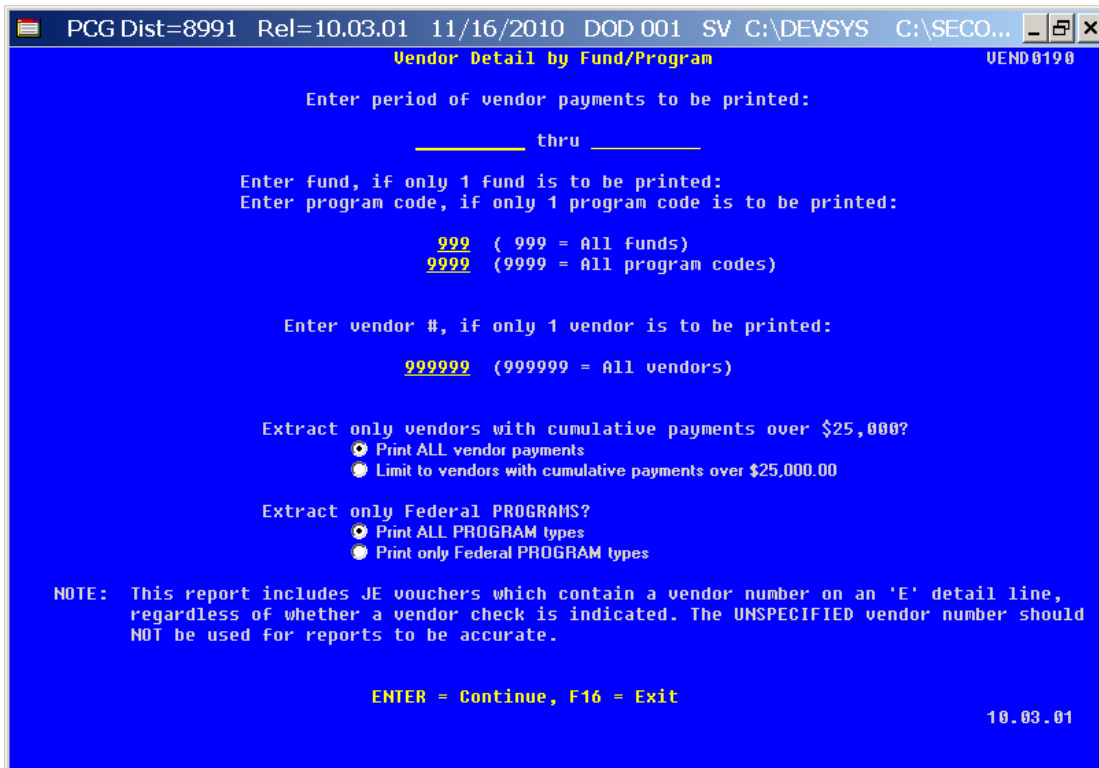 PCG Dist=8991 Rel=10.03.01 11/16/2010 DOD 001 SV C:\DEVSYS C:\SECO...
Vendor Detail by Fund/Program VEND0190
Enter period of vendor payments to be printed:
__________ thru __________
Enter fund, if only 1 fund is to be printed:
Enter program code, if only 1 program code is to be printed:
999 ( 999 = All funds)
9999 (9999 = All program codes)
Enter vendor #, if only 1 vendor is to be printed:
999999 (999999 = All vendors)
Extract only vendors with cumulative payments over $25,000?
Print ALL vendor payments
Limit to vendors with cumulative payments over $25,000.00
Extract only Federal PROGRAMS?
Print ALL PROGRAM types
Print only Federal PROGRAM types
NOTE: This report includes JE vouchers which contain a vendor number on an 'E' detail line,
regardless of whether a vendor check is indicated. The UNSPECIFIED vendor number should
NOT be used for reports to be accurate.
ENTER = Continue, F16 = Exit
10.03.01